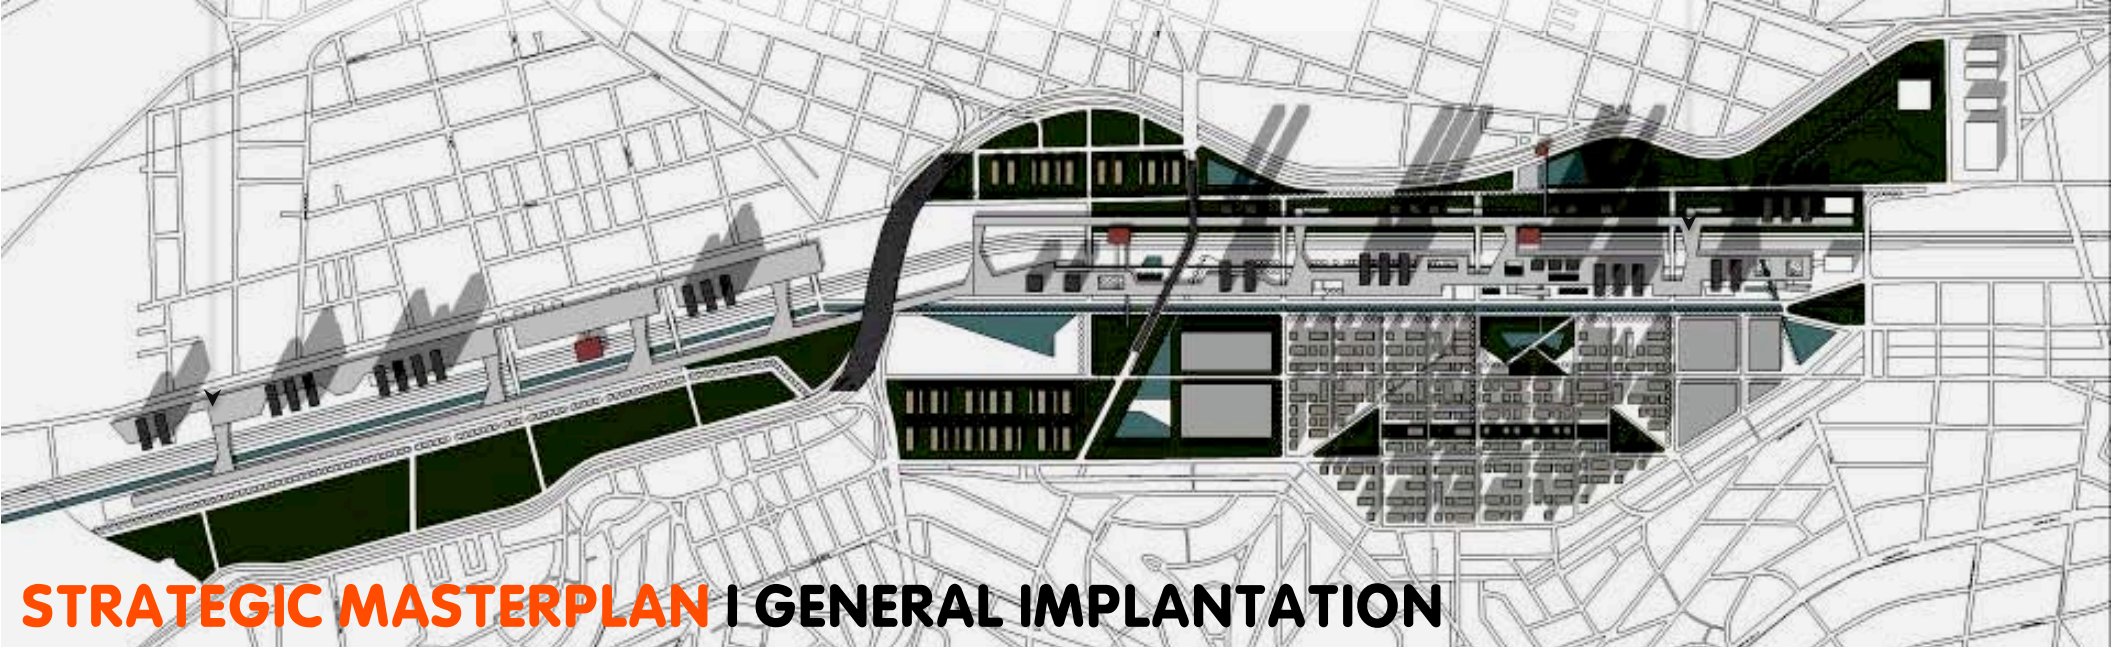 STRATEGIC MASTERPLAN | GENERAL IMPLANTATION